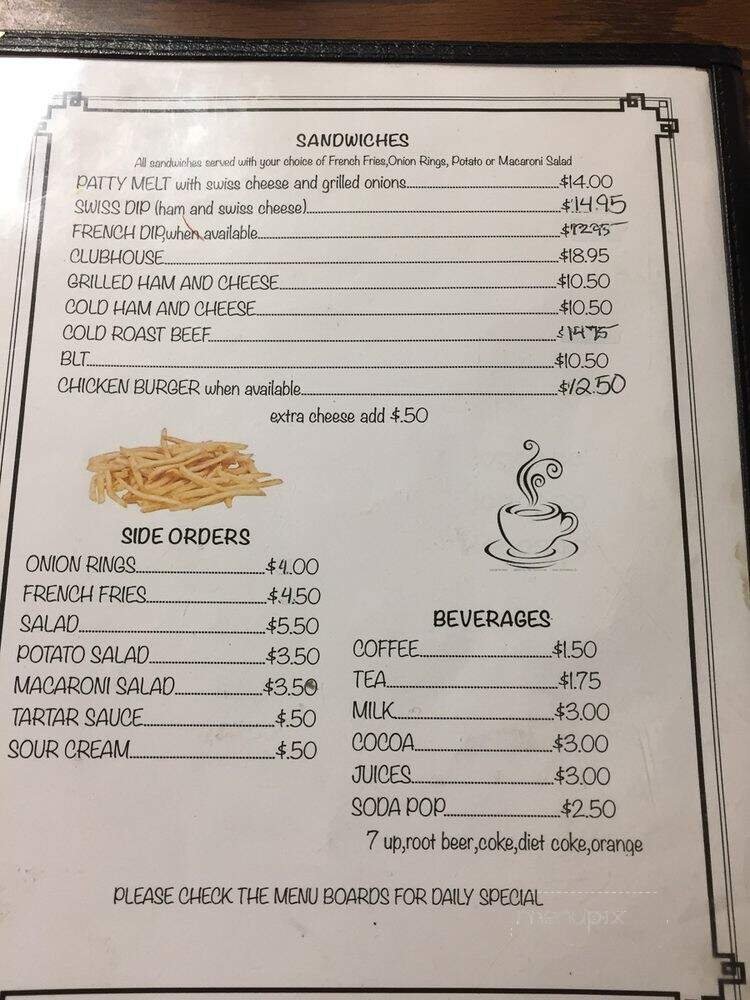 SANDWICHES
All sandwiches served with your choice of French Fries,Onion Rings, Potato or Macaroni Salad
PATTY MELT with swiss cheese and grilled onions....$14.00
SWISS DIP (ham and swiss cheese)....$14.95
FRENCH DIP,when available....
CLUBHOUSE....$18.95
GRILLED HAM AND CHEESE....$10.50
COLD HAM AND CHEESE....$10.50
COLD ROAST BEEF....
BLT....$10.50
CHICKEN BURGER when available....$12.50
extra cheese add $.50
SIDE ORDERS
ONION RINGS....$4.00
FRENCH FRIES....$.4.50
SALAD....$5.50
POTATO SALAD....$3.50
MACARONI SALAD....$3.50
TARTAR SAUCE....$.50
SOUR CREAM....$.50
BEVERAGES
COFFEE....$1.50
TEA....$1.75
MILK....$3.00
COCOA....$3.00
JUICES....$3.00
SODA POP....$2.50
7 up,root beer,coke,diet coke,orange
PLEASE CHECK THE MENU BOARDS FOR DAILY SPECIAL
menupix